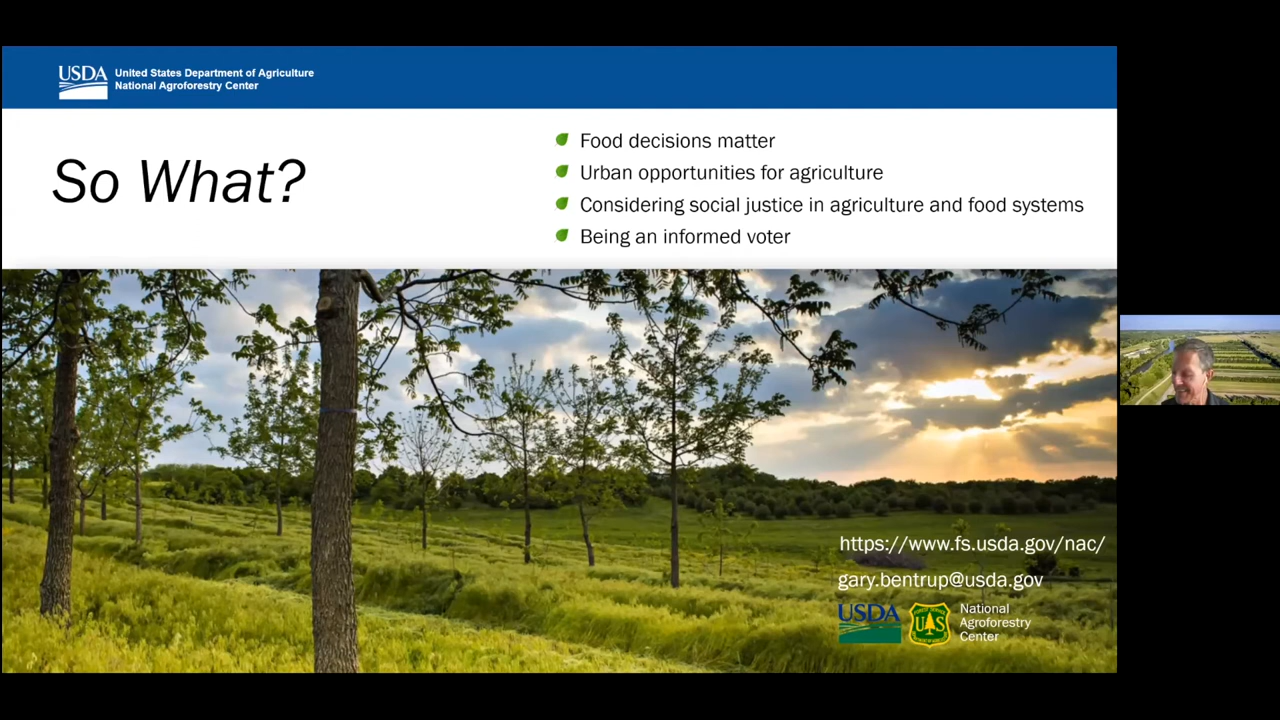 USDA
United States Department of Agriculture
National Agroforestry Center
So What?
Food decisions matter
Urban opportunities for agriculture
Considering social justice in agriculture and food systems
Being an informed voter
https://www.fs.usda.gov/nac/
gary.bentrup@usda.gov
USDA
U S
National
Agroforestry
Center